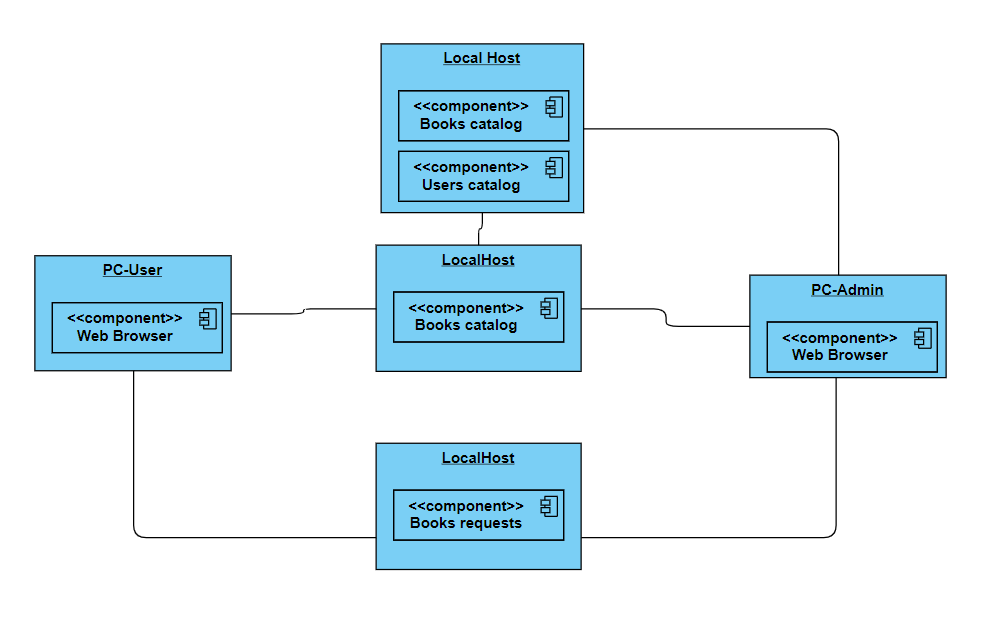 Local Host
<<component>>
Books catalog
<<component>>
Users catalog
PC-User
<<component>>
Web Browser
LocalHost
<<component>>
Books catalog
PC-Admin
<<component>>
Web Browser
LocalHost
<<component>>
Books requests